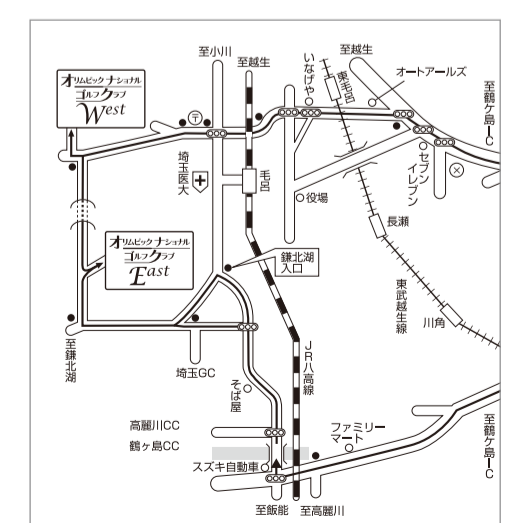 至小川
至越生
いなげや
東毛呂
至越生
オートアールズ
至鶴ケ島IC
オリムピック ナショナル
ゴルフ クラブ
West
〒
埼玉医大
毛呂
役場
セブン
イレブン
長瀬
オリムピック ナショナル
ゴルフ クラブ
East
鎌北湖
入口
東武越生線
川角
至鎌北湖
埼玉GC
JR八高線
そば屋
高麗川CC
鶴ヶ島CC
スズキ自動車
ファミリー
マート
至鶴ケ島IC
至飯能
至高麗川